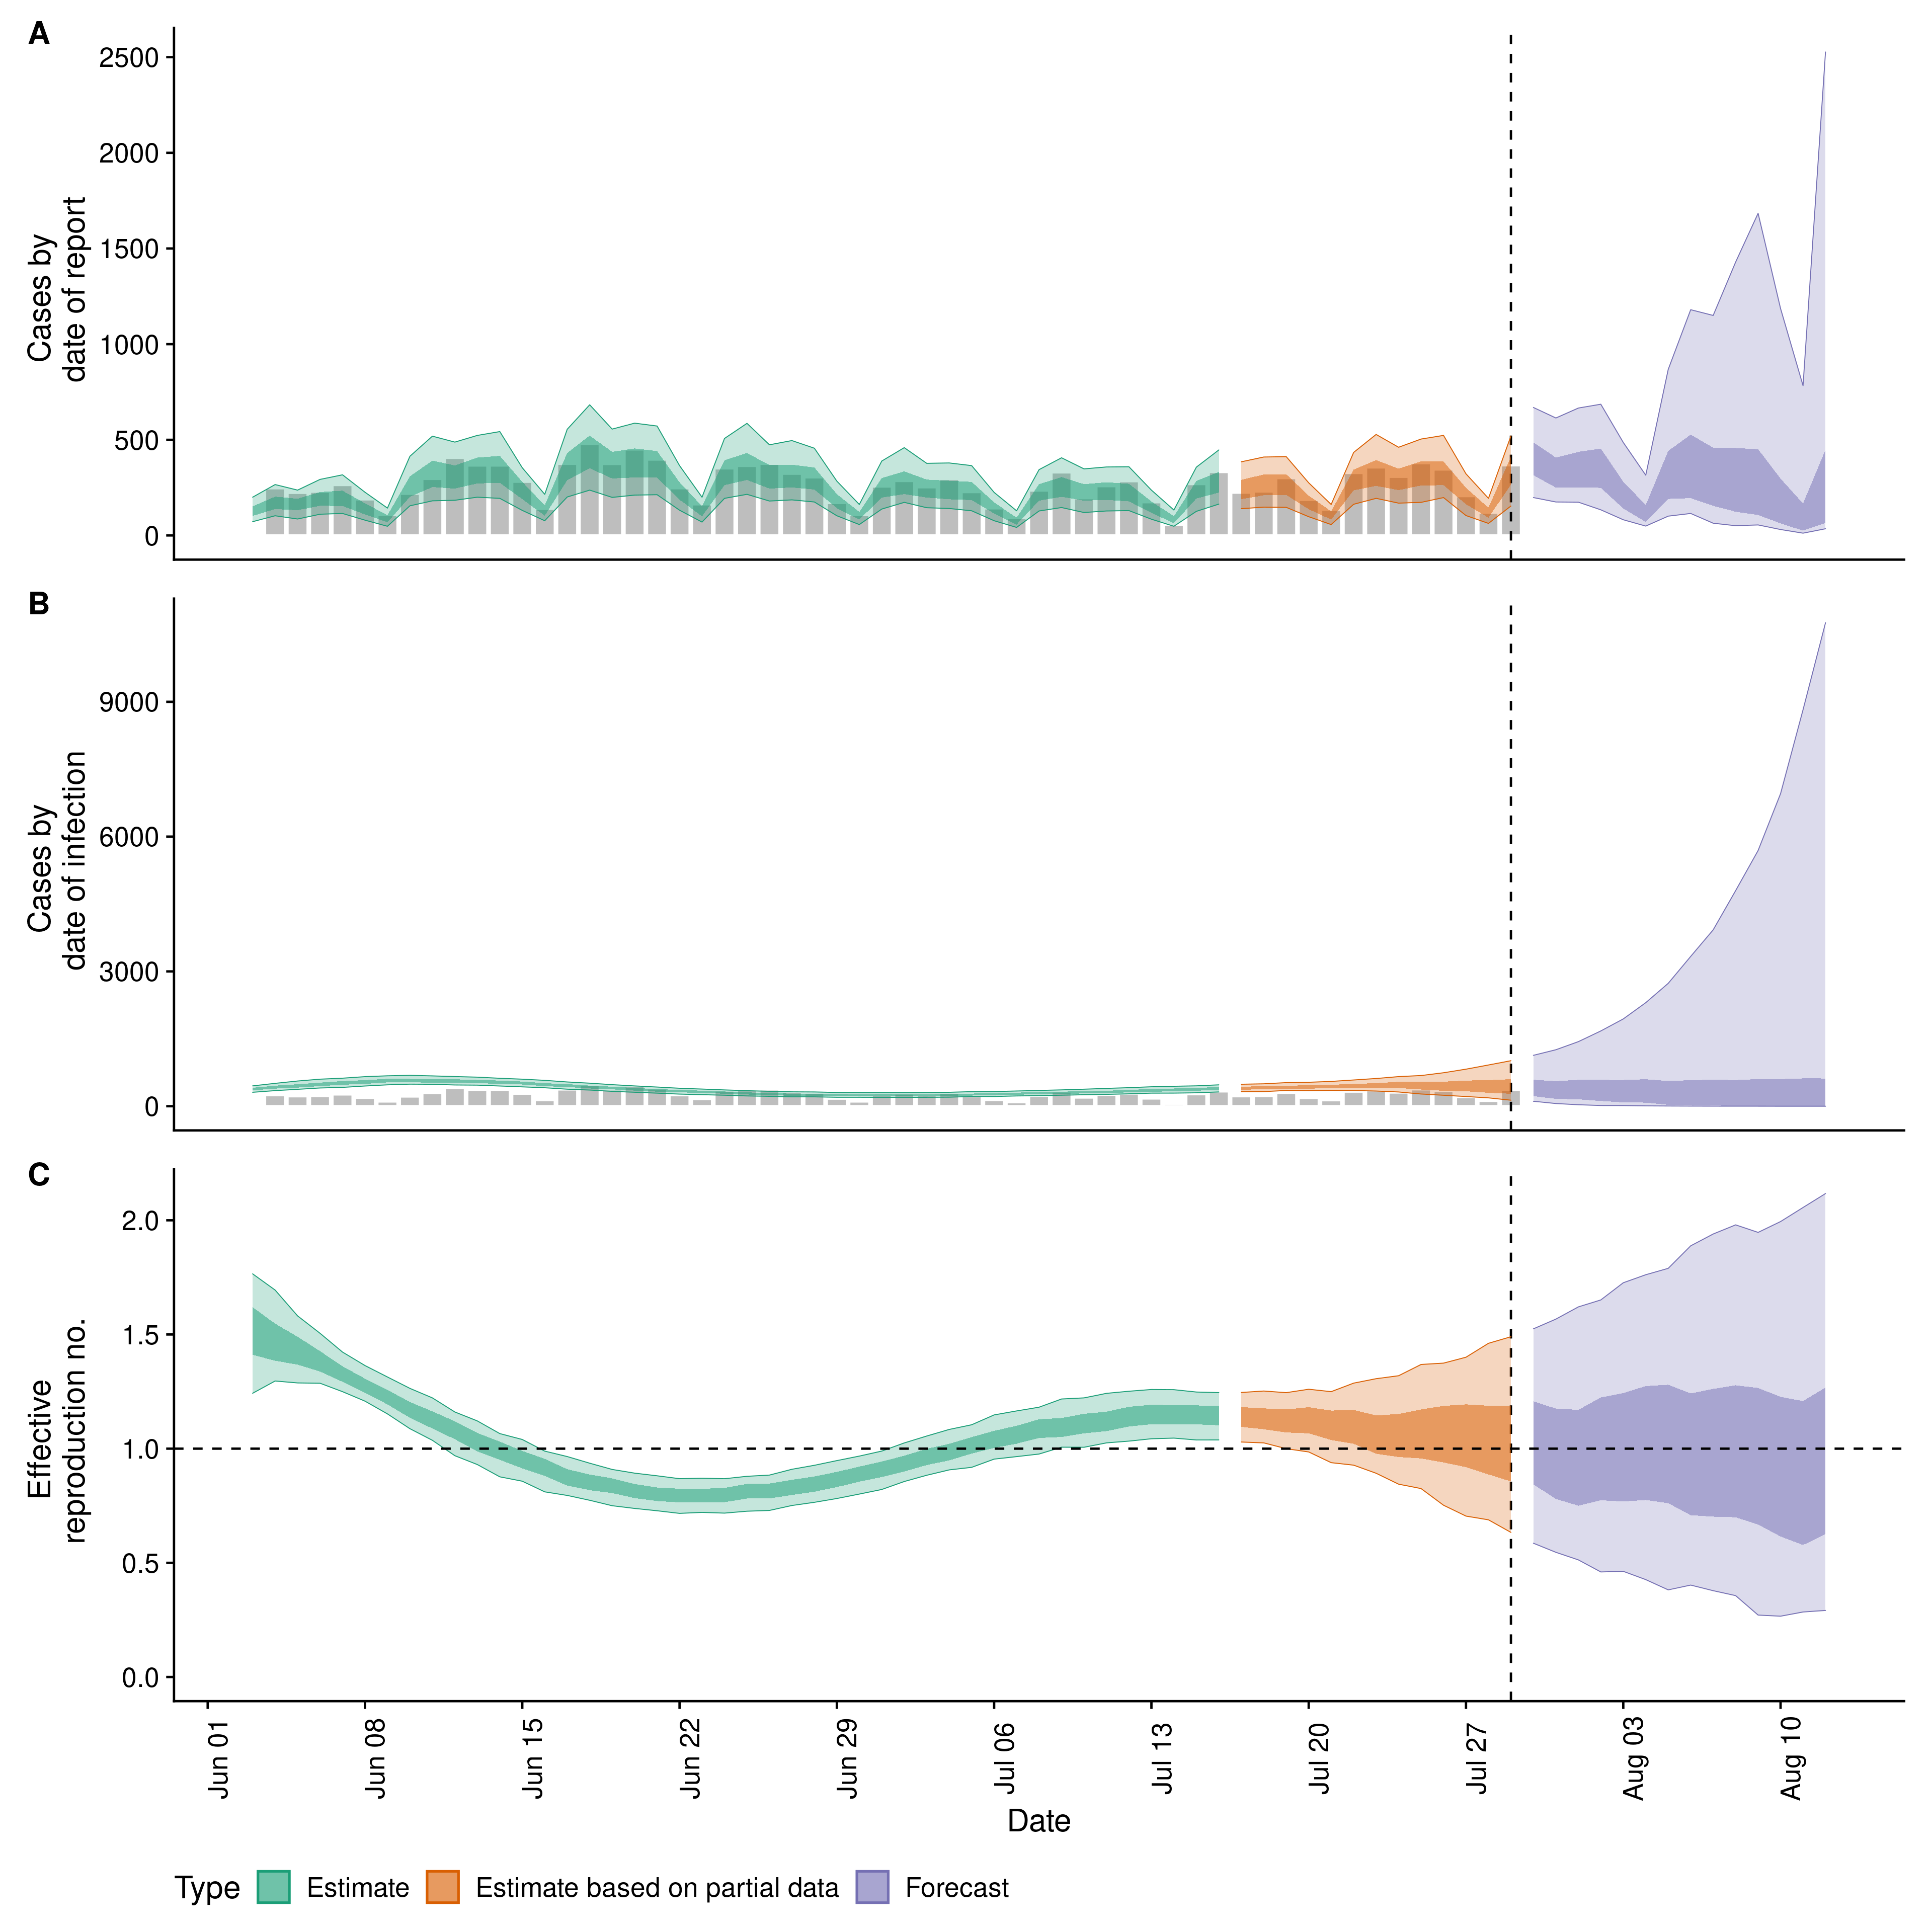 A
2500
2000
1500
1000
500
0
Cases by
date of report
B
9000
6000
3000
0
Cases by
date of infection
C
2.0
1.5
1.0
0.5
0.0
Effective
reproduction no.
Jun 01
Jun 08
Jun 15
Jun 22
Jun 29
Jul 06
Jul 13
Jul 20
Jul 27
Aug 03
Aug 10
Date
Type Estimate Estimate based on partial data Forecast